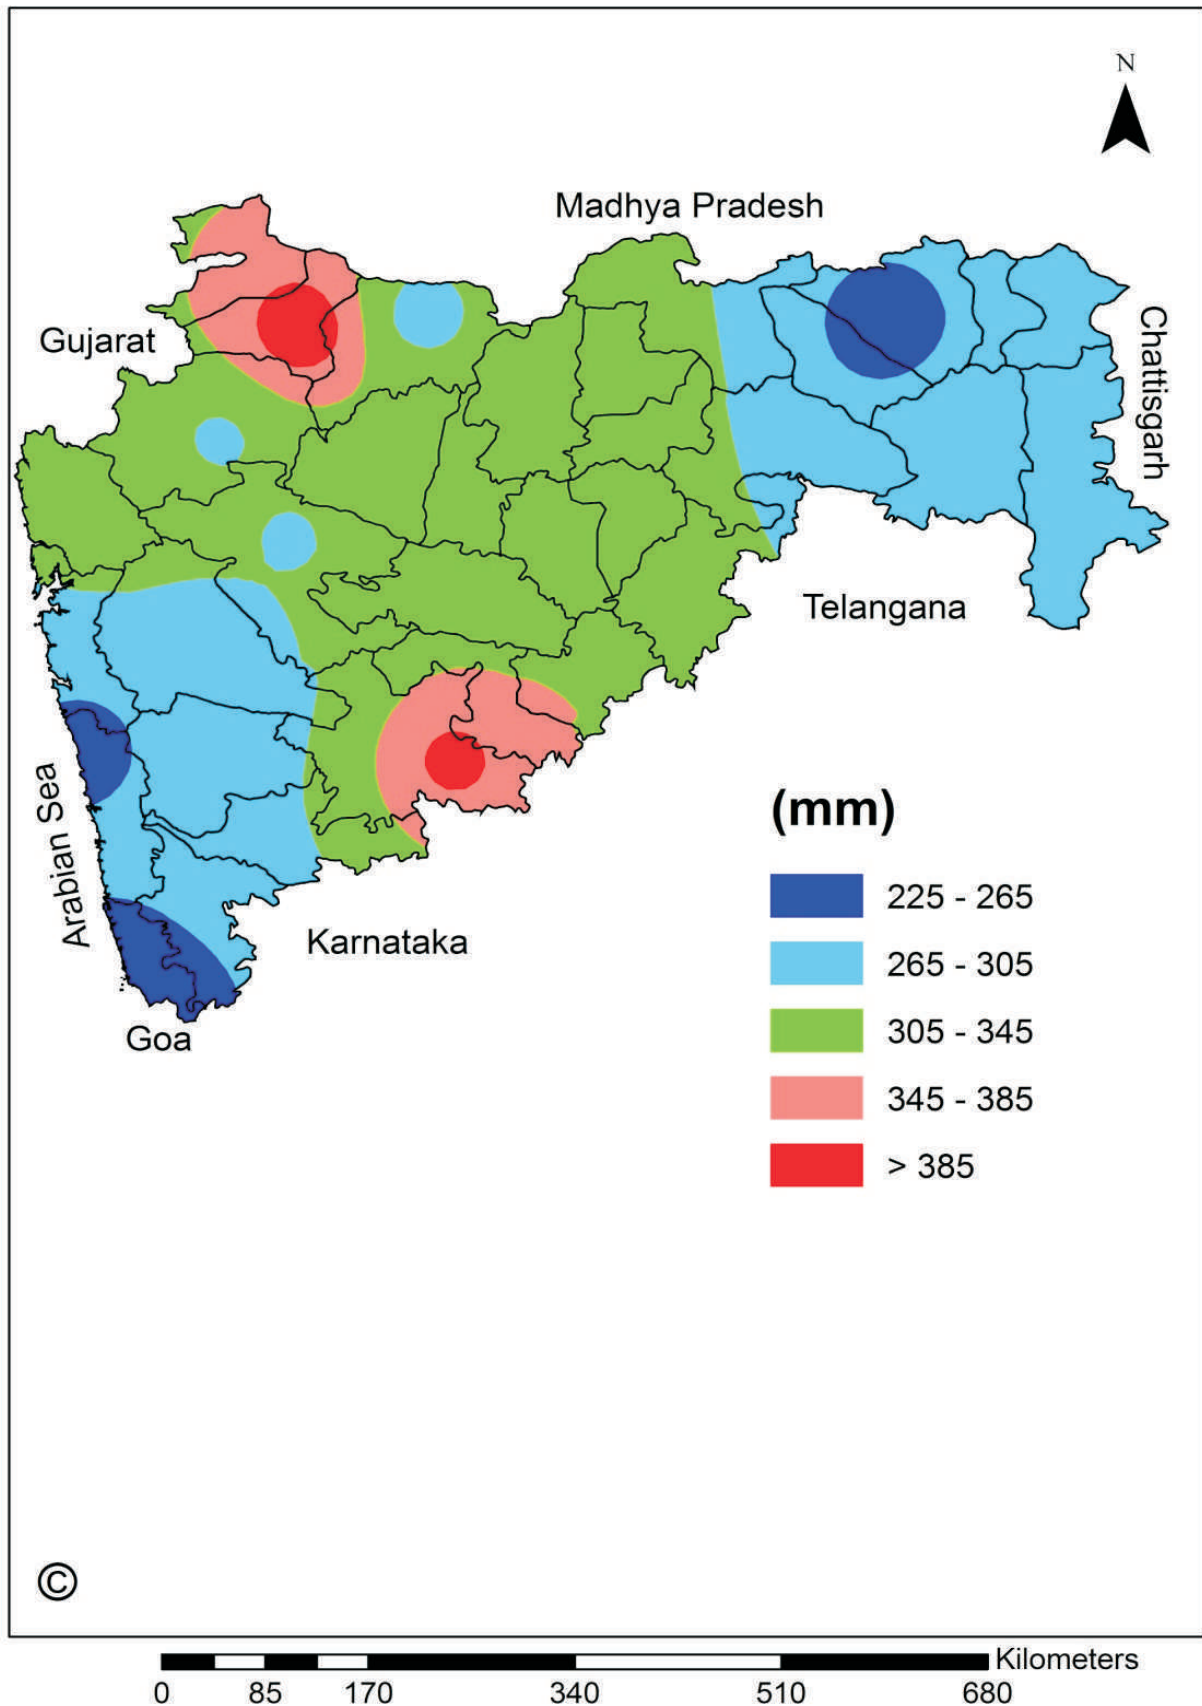 N
Madhya Pradesh
Gujarat
Chattisgarh
Telangana
Arabian Sea
Karnataka
Goa
(mm)
225 - 265
265 - 305
305 - 345
345 - 385
> 385
©
Kilometers
0 85 170 340 510 680